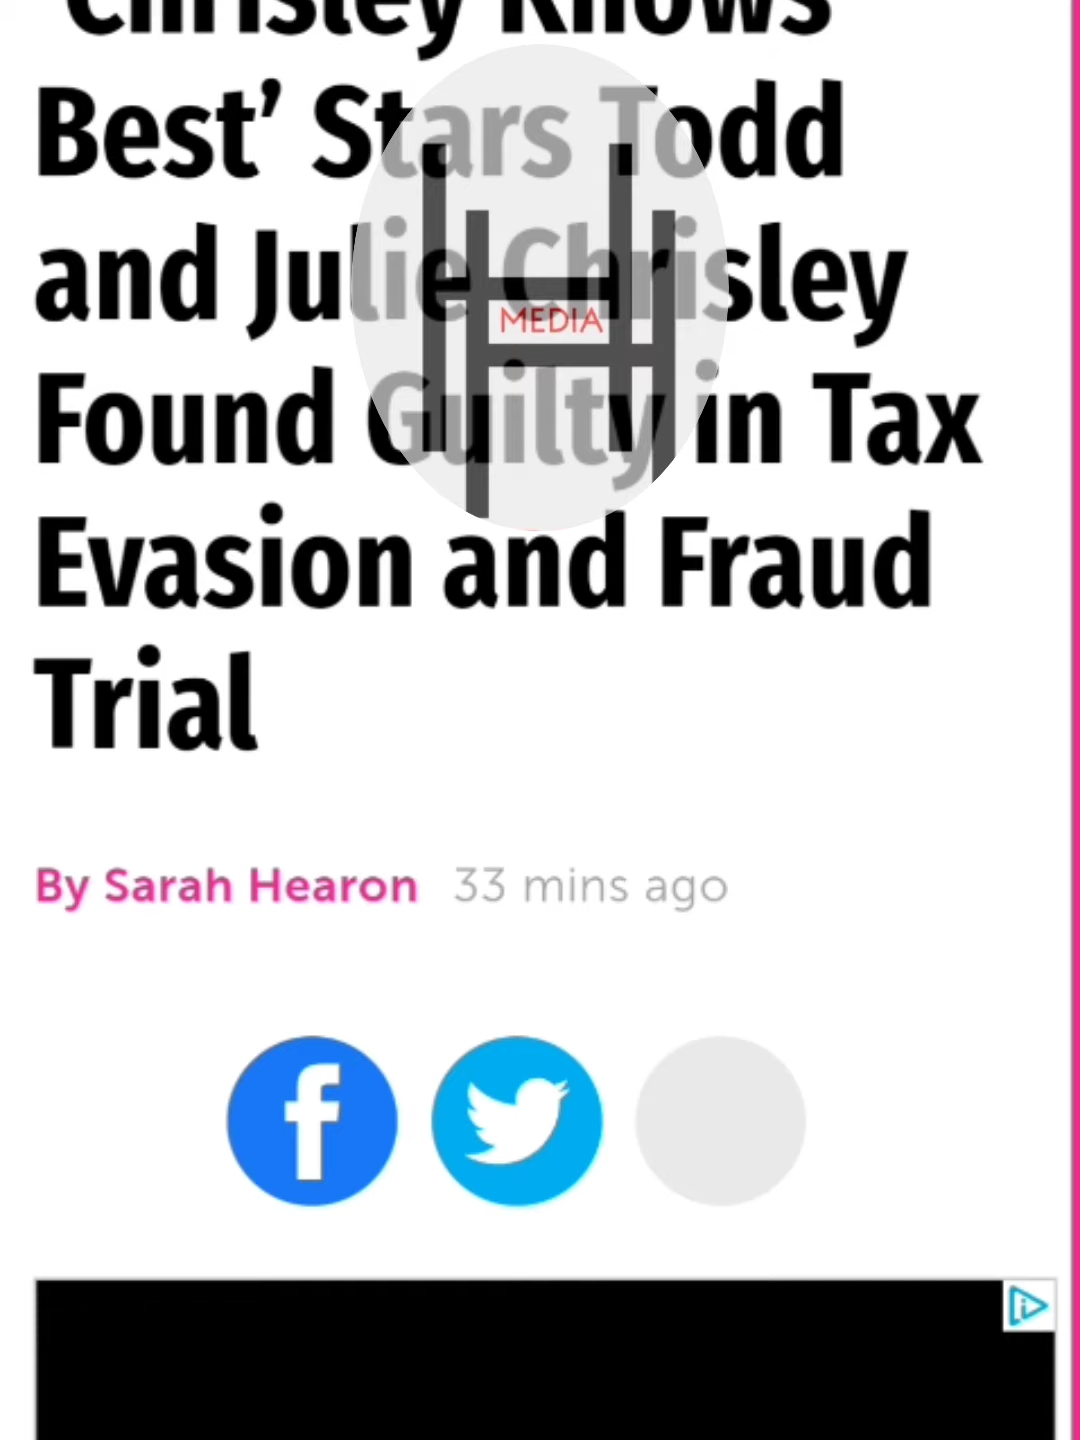 ‘Chrisley Knows
Best’ Stars Todd
and Julie Chrisley
Found Guilty in Tax
Evasion and Fraud
Trial
MEDIA
By Sarah Hearon 33 mins ago